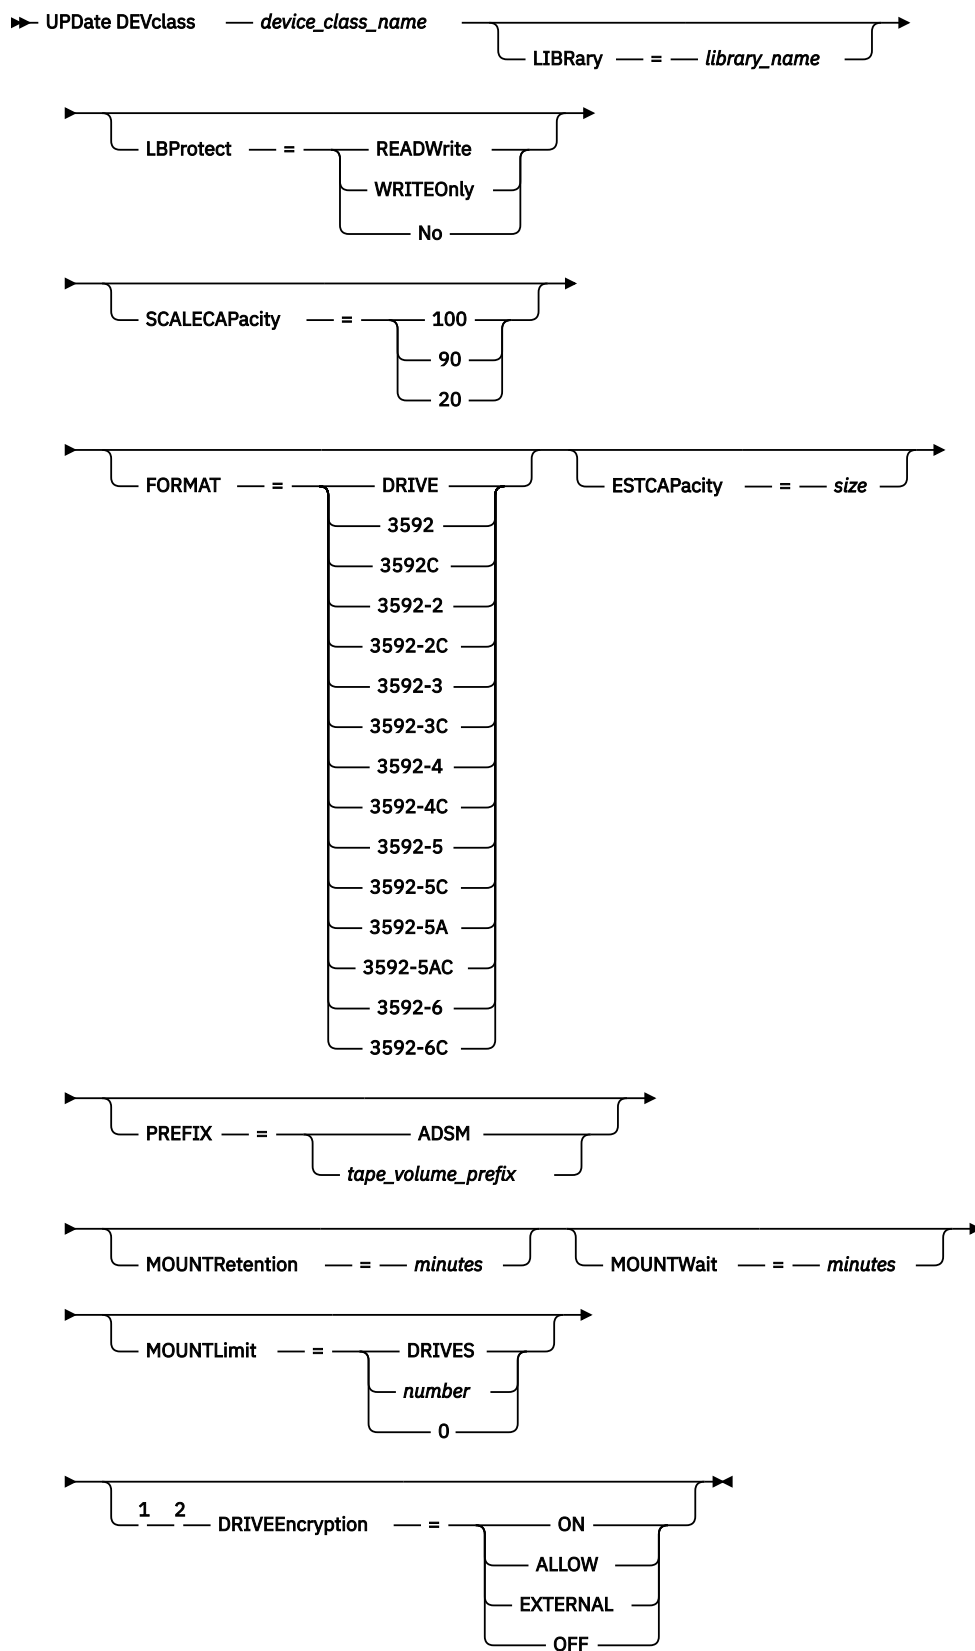 UPDate DEVclass device_class_name
LIBRary = library_name
LBProtect = READWrite
WRITEOnly
No
SCALECAPacity = 100
90
20
FORMAT = DRIVE ESTCAPacity = size
3592
3592C
3592-2
3592-2C
3592-3
3592-3C
3592-4
3592-4C
3592-5
3592-5C
3592-5A
3592-5AC
3592-6
3592-6C
PREFIX = ADSM
tape_volume_prefix
MOUNTRetention = minutes MOUNTWait = minutes
MOUNTLimit = DRIVES
number
0
1 2 DRIVEEncryption = ON
ALLOW
EXTERNAL
OFF